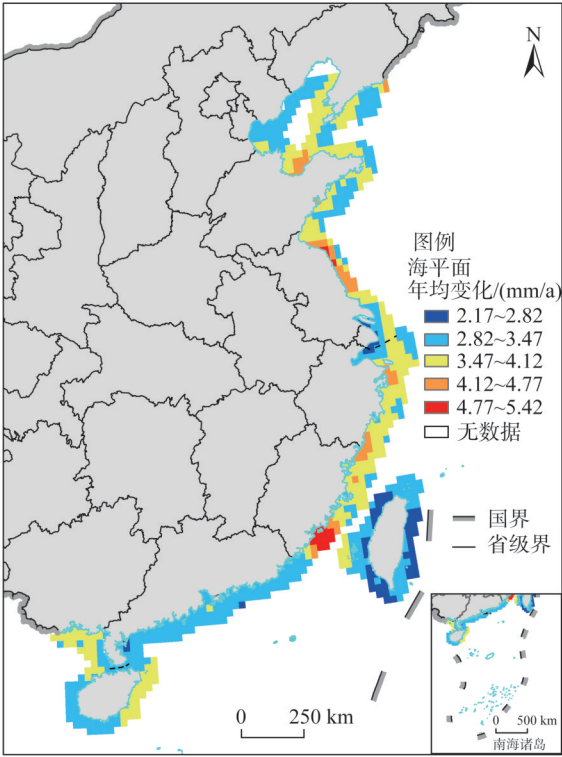 N
图例
海平面
年均变化/(mm/a)
2.17~2.82
2.82~3.47
3.47~4.12
4.12~4.77
4.77~5.42
无数据
国界
省级界
0 250 km
0 500 km
南海诸岛